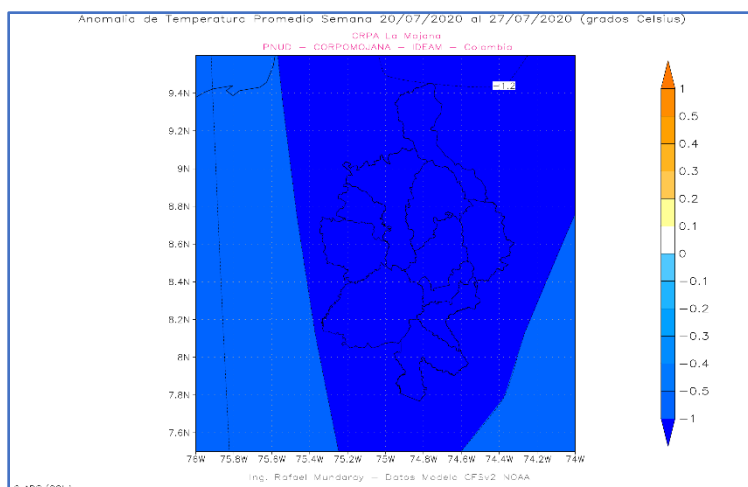 Anomalía de Temperatura Promedio Semana 20/07/2020 al 27/07/2020 (grados Celsius)
CRPA La Mojana
PNUD – CORPOMOJANA – IDEAM – Colombia
-1.2
9.4N
9.2N
9N
8.8N
8.6N
8.4N
8.2N
8N
7.8N
7.6N
76W 75.8W 75.6W 75.4W 75.2W 75W 74.8W 74.6W 74.4W 74.2W 74W
1
0.5
0.4
0.3
0.2
0.1
0
-0.1
-0.2
-0.3
-0.4
-0.5
-1
Ing. Rafael Mundaray – Datos Modelo CFSv2 NOAA